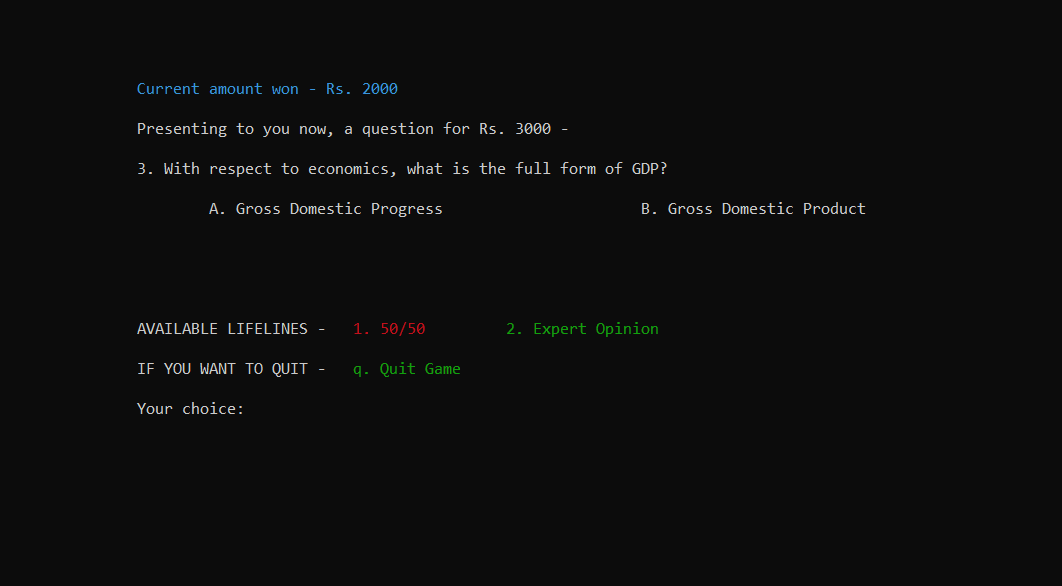 Current amount won - Rs. 2000
Presenting to you now, a question for Rs. 3000 -
3. With respect to economics, what is the full form of GDP?
A. Gross Domestic Progress B. Gross Domestic Product
AVAILABLE LIFELINES - 1. 50/50 2. Expert Opinion
IF YOU WANT TO QUIT - q. Quit Game
Your choice: